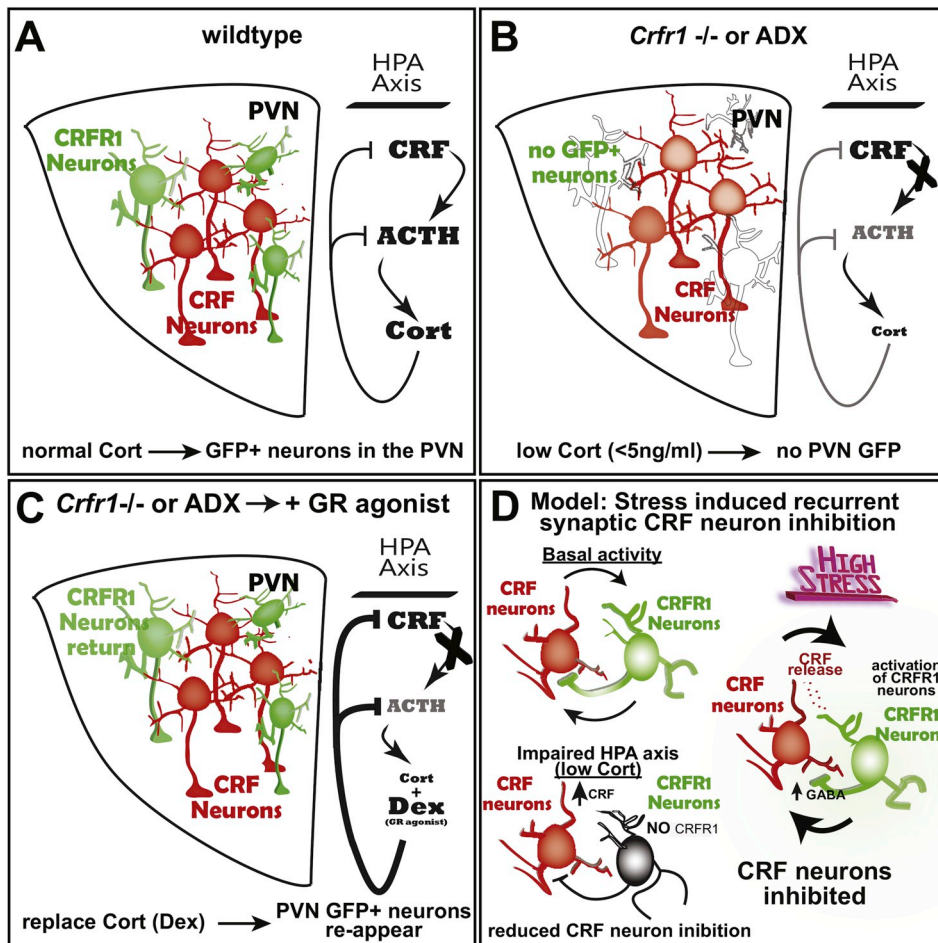 A
wildtype
HPA
Axis
PVN
CRFR1
Neurons
CRF
ACTH
Cort
CRF
Neurons
normal Cort → GFP+ neurons in the PVN
B
Crfr1 -/- or ADX
HPA
Axis
PVN
no GFP+
neurons
CRF
X
ACTH
Cort
CRF
Neurons
low Cort (<5ng/ml) → no PVN GFP
C
Crfr1-/- or ADX → + GR agonist
HPA
Axis
PVN
CRFR1
Neurons
return
CRF
X
ACTH
Cort
+
Dex
(GR agonist)
CRF
Neurons
replace Cort (Dex) → PVN GFP+ neurons
re-appear
D
Model: Stress induced recurrent
synaptic CRF neuron inhibition
Basal activity
CRF
neurons
CRFR1
Neurons
Impaired HPA axis
(low Cort)
CRF
neurons
CRF
CRFR1
Neurons
NO CRFR1
reduced CRF neuron inbition
HIGH
STRESS
CRF
release
activation
of CRFR1
neurons
CRF
neurons
CRFR1
Neurons
GABA
CRF neurons
inhibited